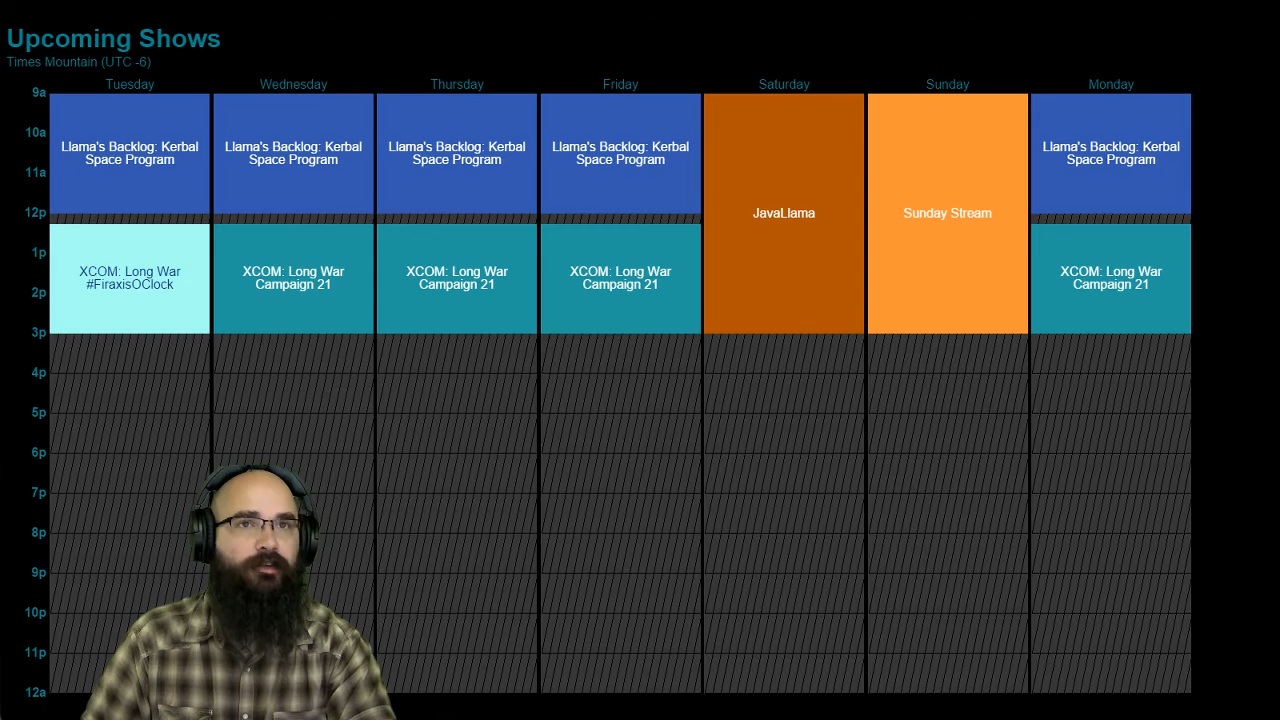 Upcoming Shows
Times Mountain (UTC -6)
Tuesday
Wednesday
Thursday
Friday
Saturday
Sunday
Monday
9a
10a
11a
12p
1p
2p
3p
4p
5p
6p
7p
8p
9p
10p
11p
12a
Llama's Backlog: Kerbal
Space Program
Llama's Backlog: Kerbal
Space Program
Llama's Backlog: Kerbal
Space Program
Llama's Backlog: Kerbal
Space Program
JavaLlama
Sunday Stream
Llama's Backlog: Kerbal
Space Program
XCOM: Long War
#FiraxisOClock
XCOM: Long War
Campaign 21
XCOM: Long War
Campaign 21
XCOM: Long War
Campaign 21
XCOM: Long War
Campaign 21